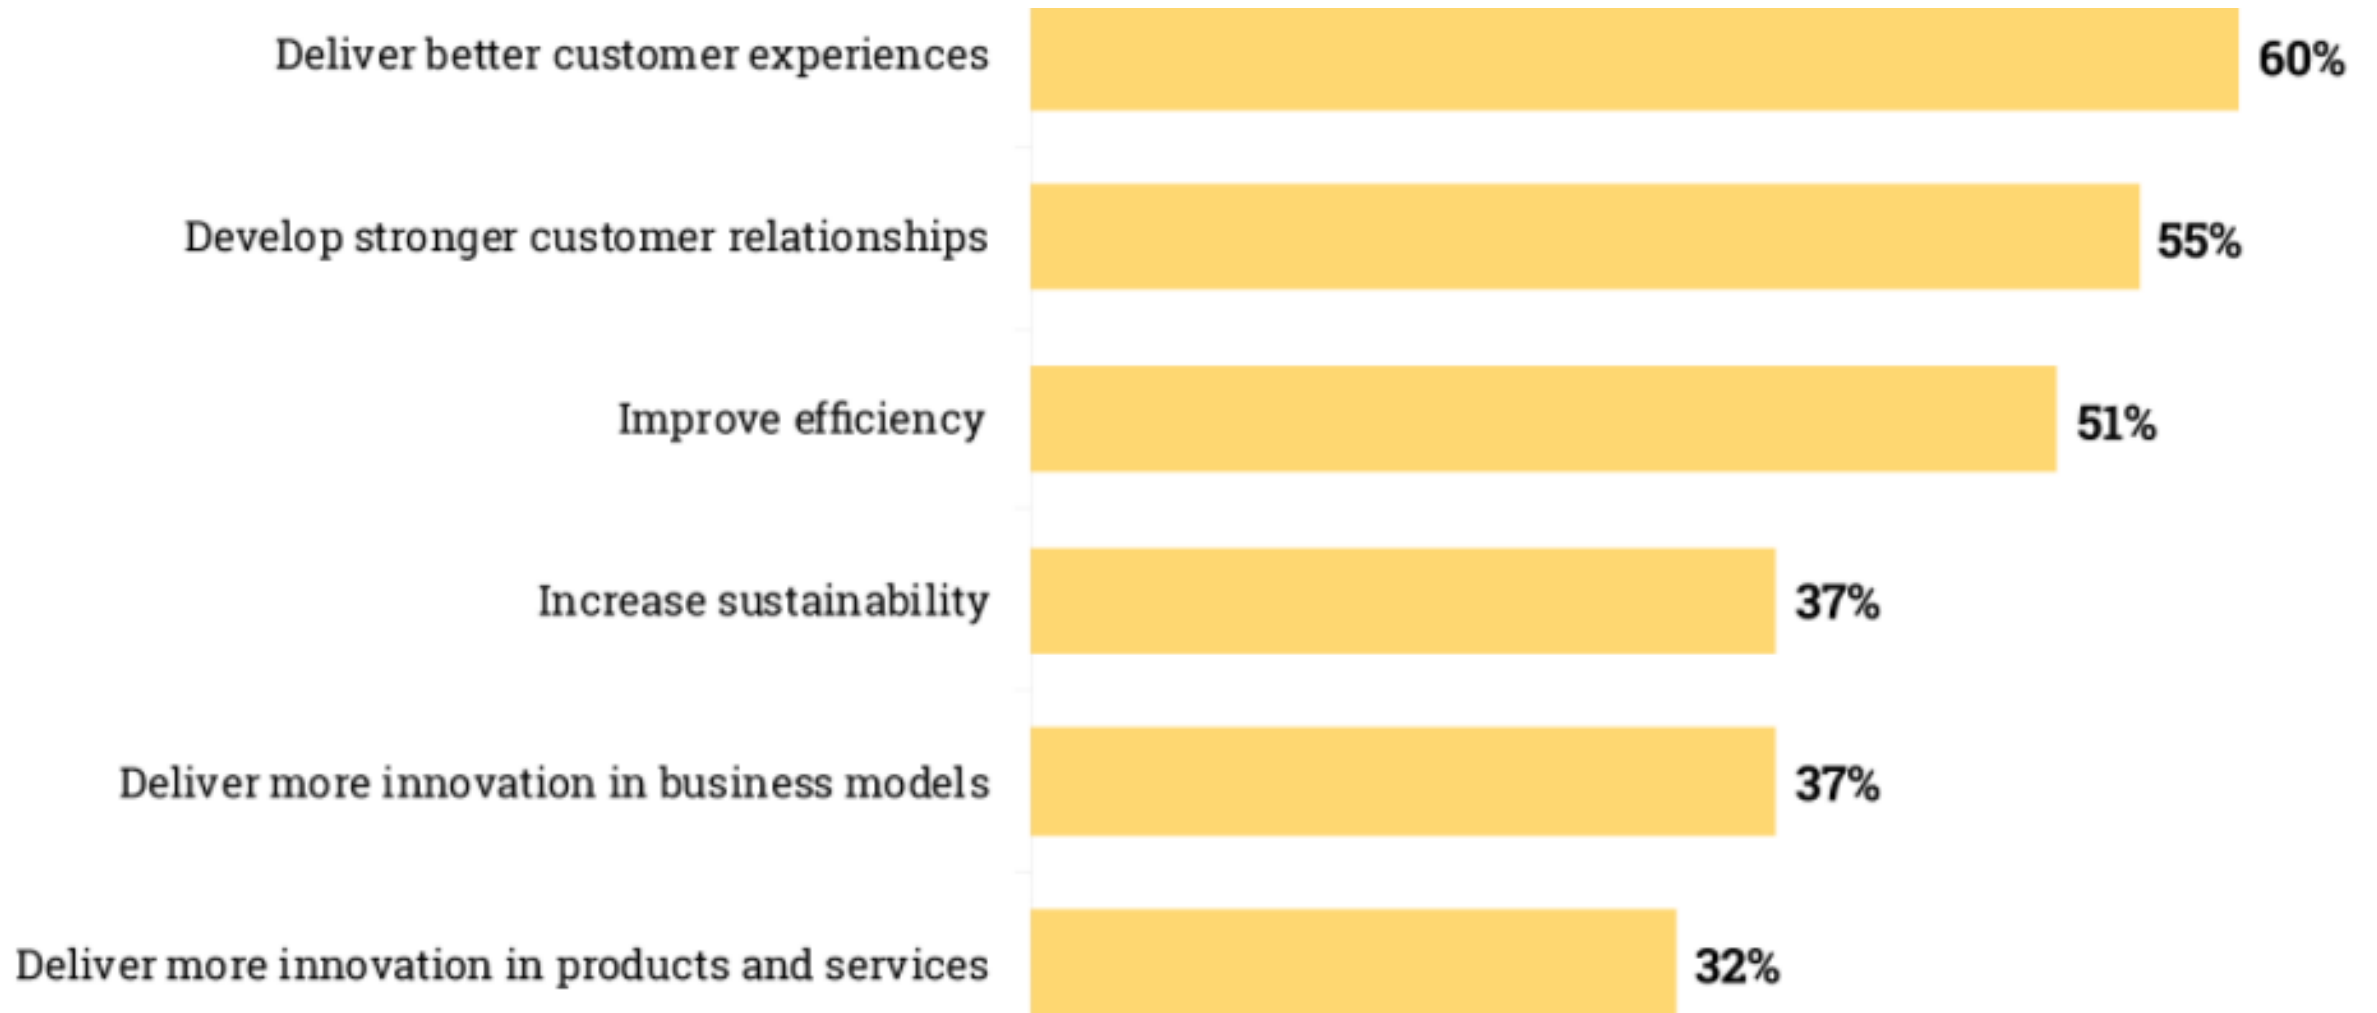 Deliver better customer experiences 60%
Develop stronger customer relationships 55%
Improve efficiency 51%
Increase sustainability 37%
Deliver more innovation in business models 37%
Deliver more innovation in products and services 32%